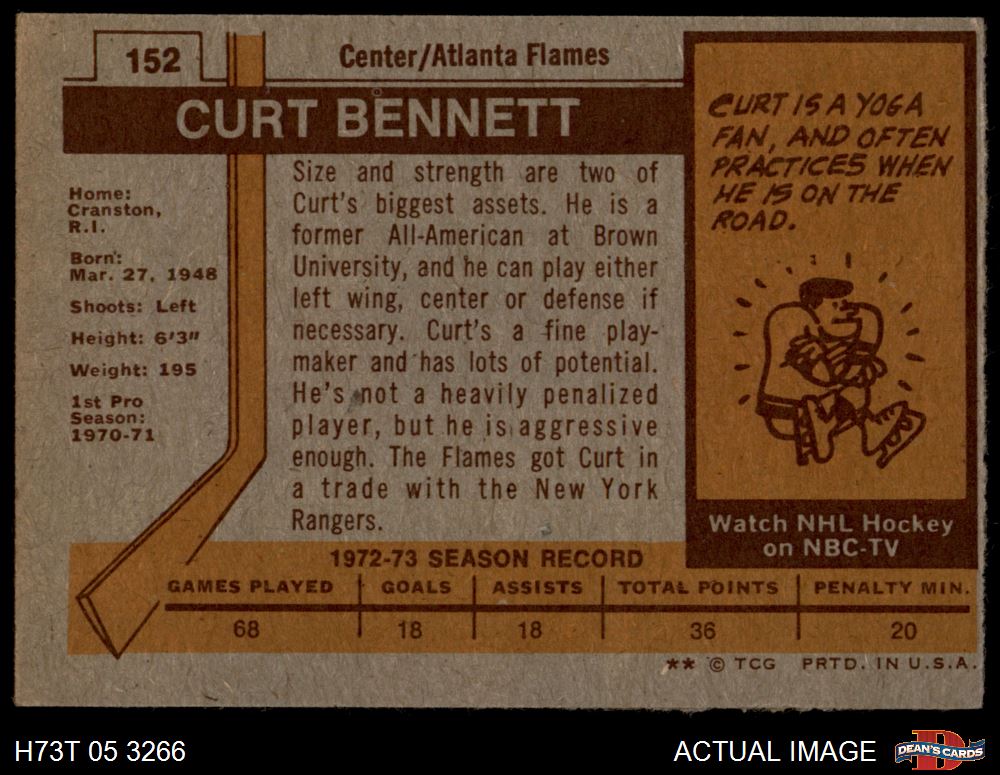 152
Center/Atlanta Flames
CURT BENNETT
Home:
Cranston,
R.I.
Born:
Mar. 27, 1948
Shoots: Left
Height: 6'3"
Weight: 195
1st Pro
Season:
1970-71
Size and strength are two of
Curt's biggest assets. He is a
former All-American at Brown
University, and he can play either
left wing, center or defense if
necessary. Curt's a fine play-
maker and has lots of potential.
He's not a heavily penalized
player, but he is aggressive
enough. The Flames got Curt in
a trade with the New York
Rangers.
CURT IS A YOGA
FAN, AND OFTEN
PRACTICES WHEN
HE IS ON THE
ROAD.
Watch NHL Hockey
on NBC-TV
1972-73 SEASON RECORD
GAMES PLAYED GOALS ASSISTS TOTAL POINTS PENALTY MIN.
68 18 18 36 20
** © TCG PRTD. IN U.S.A.
H73T 05 3266
ACTUAL IMAGE
D
DEAN'S CARDS